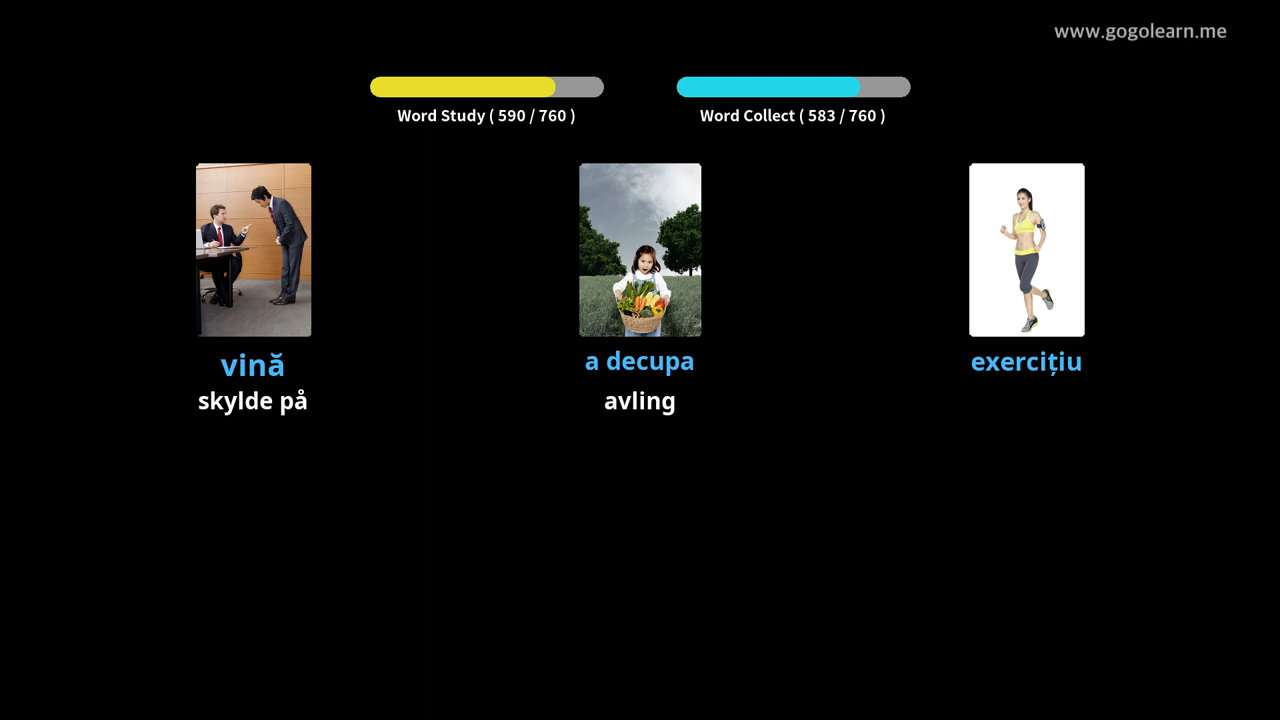 www.gogolearn.me
Word Study ( 590 / 760 )
Word Collect ( 583 / 760 )
vină
a decupa
exercițiu
skylde på
avling